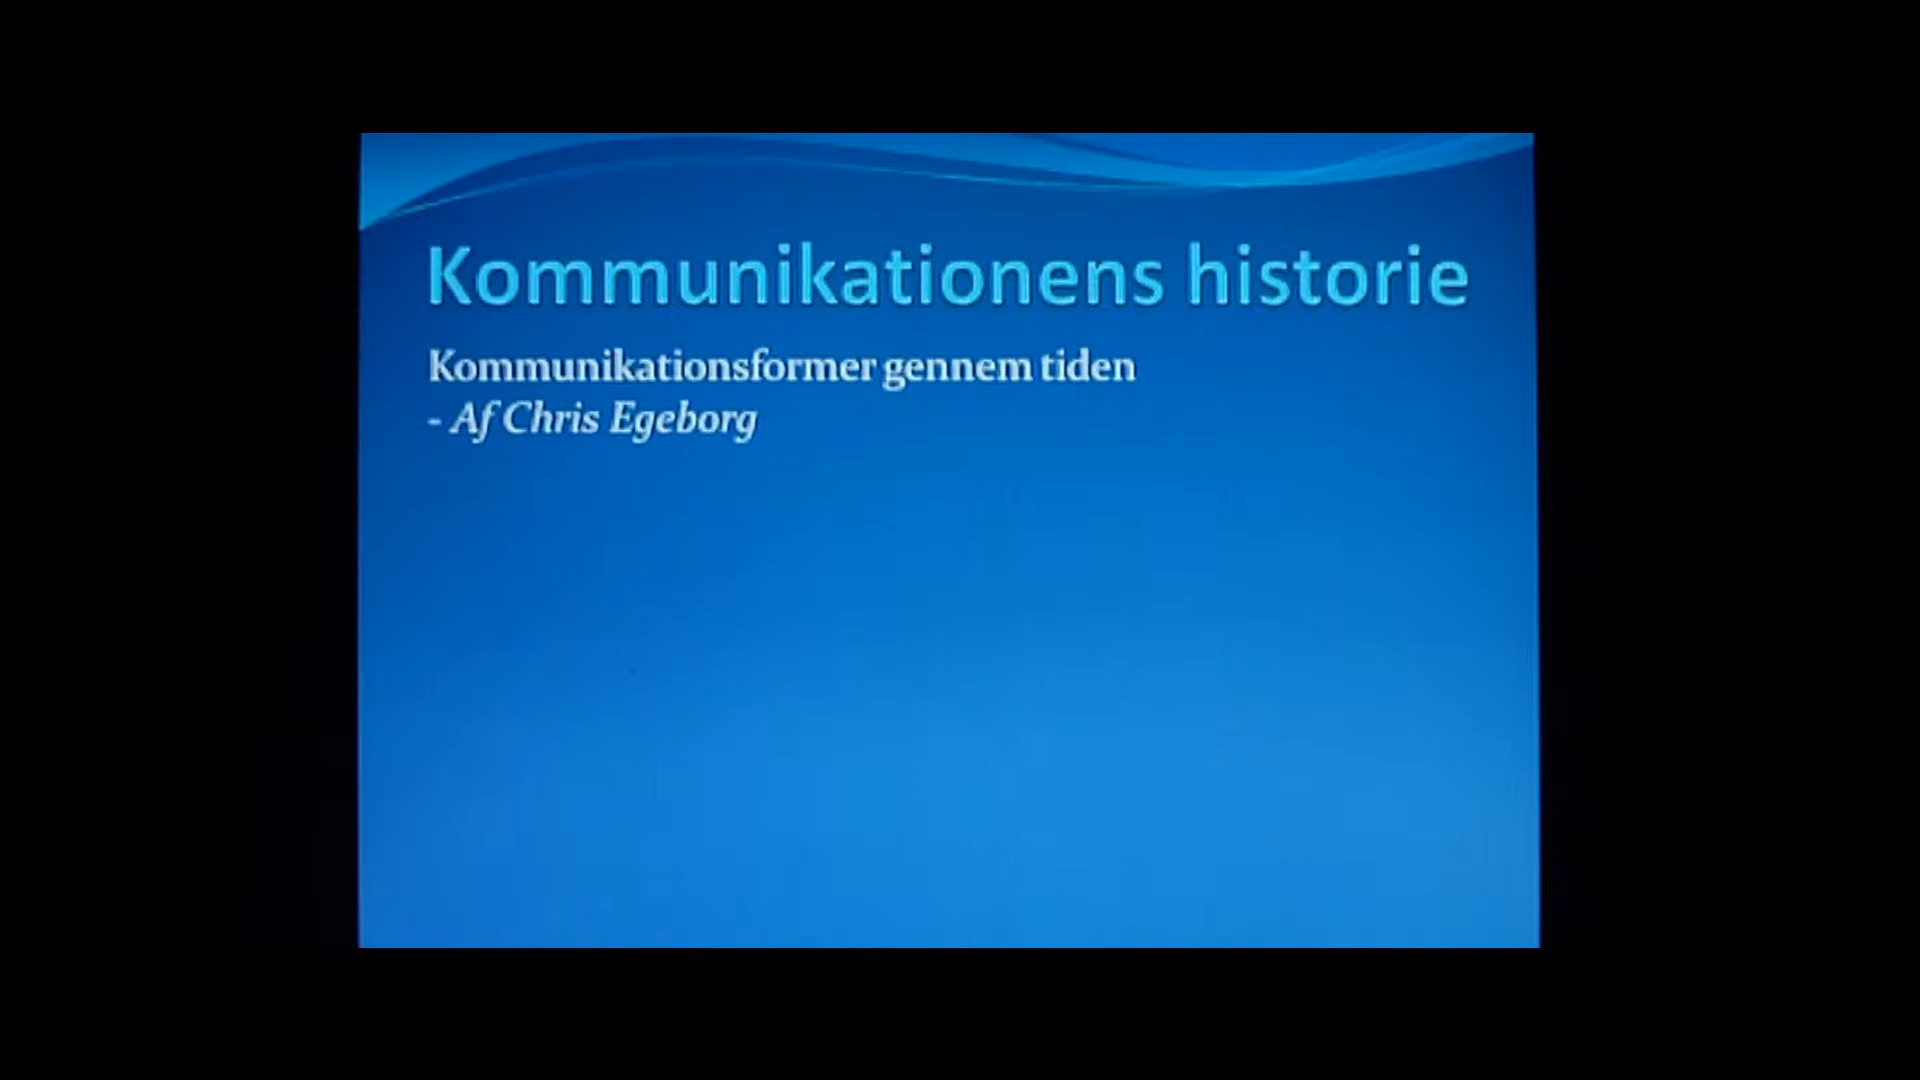 Kommunikationens historie
Kommunikationsformer gennem tiden
- Af Chris Egeborg